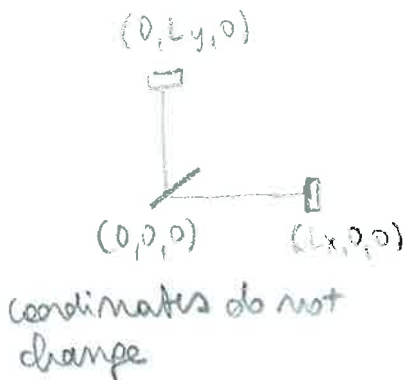 (0,Ly,0)
(0,0,0) (Lx,0,0)
coordinates do not
change